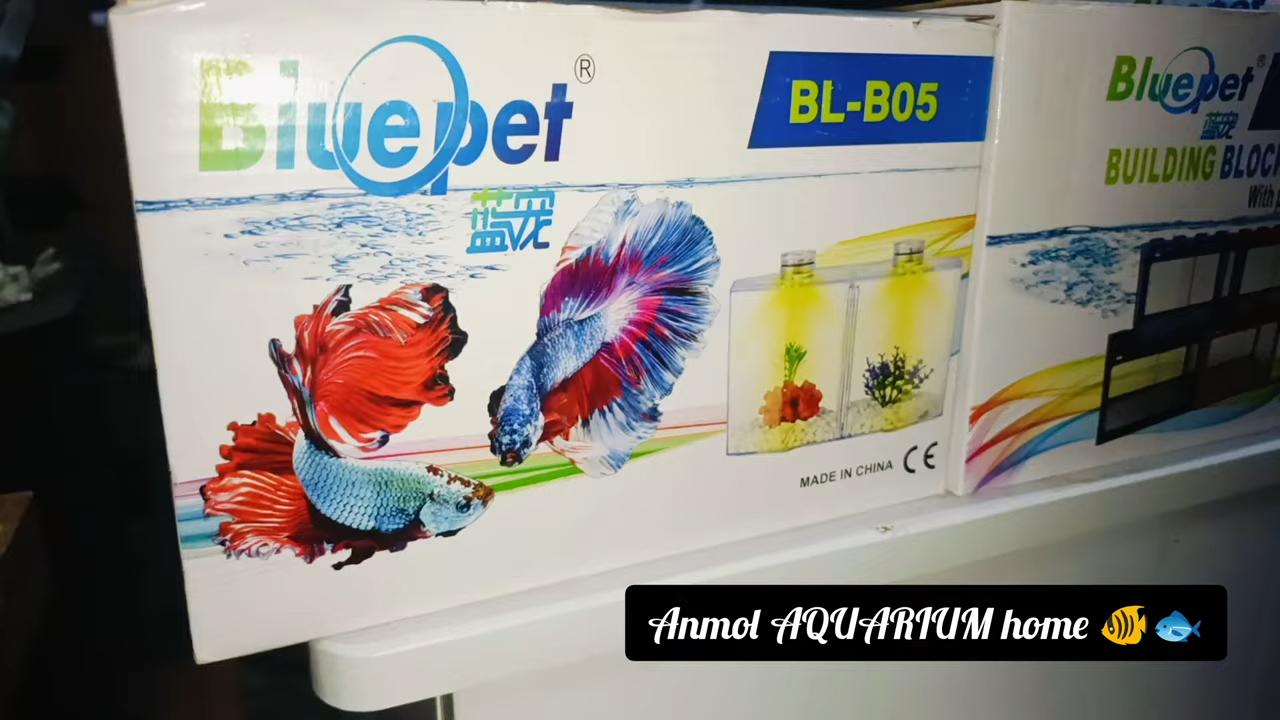 Bluepet®
蓝宠
BL-B05
MADE IN CHINA CE
Bluepet®
蓝宠
BUILDING BLOC
With
Anmol AQUARIUM home 🐠 🐟